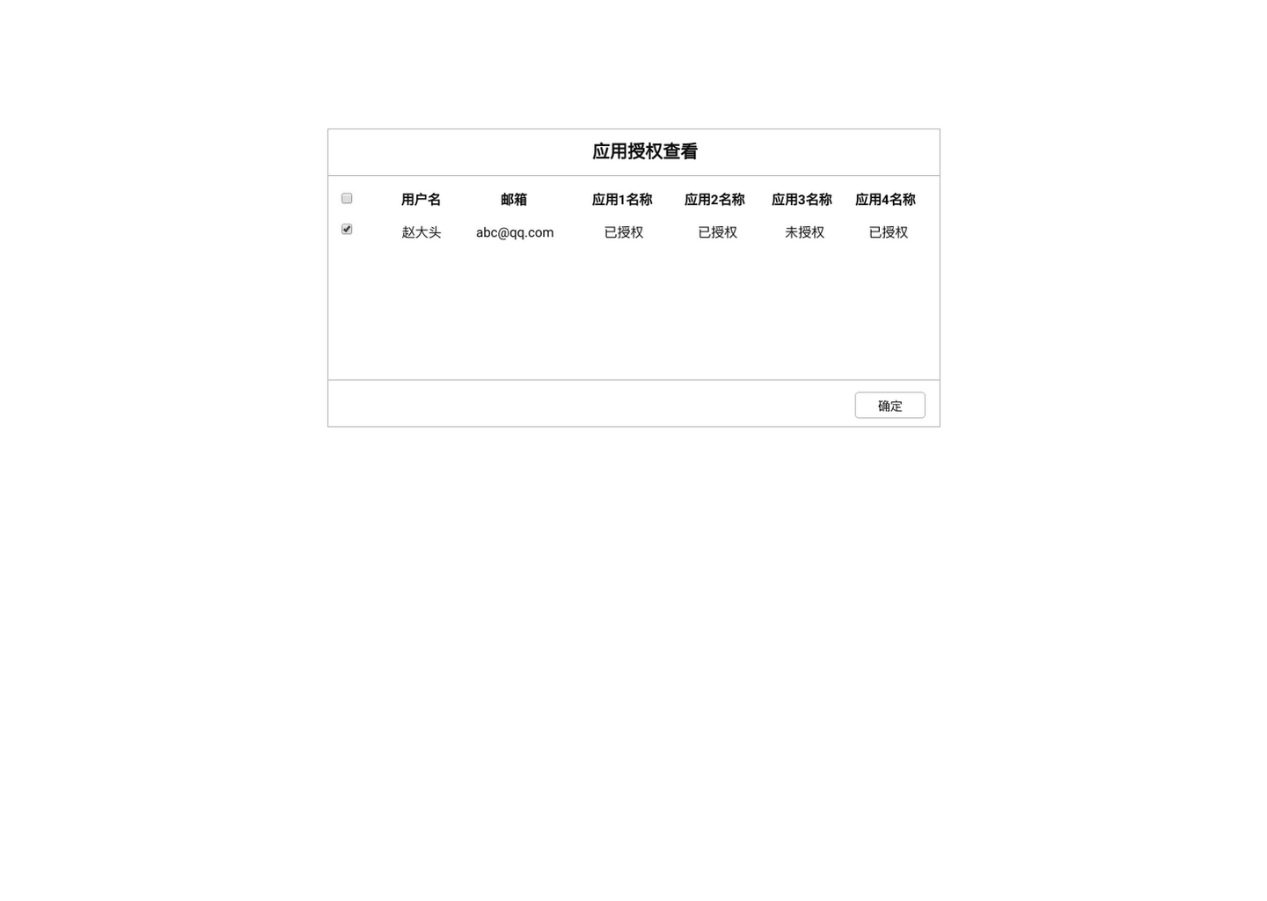 应用授权查看
用户名 邮箱 应用1名称 应用2名称 应用3名称 应用4名称
赵大头 abc@qq.com 已授权 已授权 未授权 已授权
确定